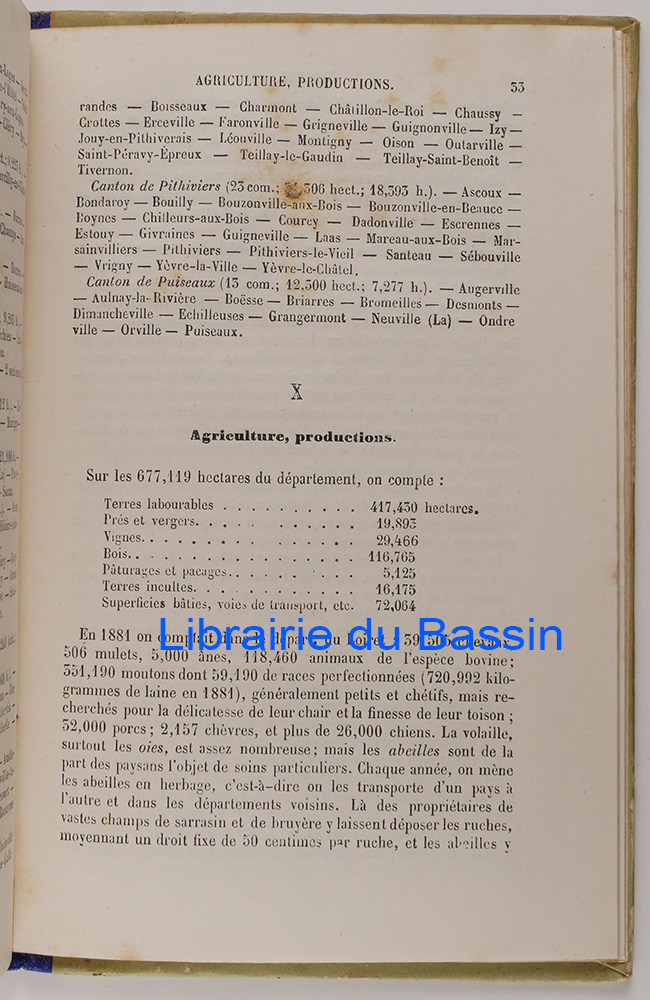 AGRICULTURE, PRODUCTIONS. 33
randes — Boisseaux — Charmont — Châtillon-le-Roi — Chaussy —
Crottes — Erceville — Faronville — Grigneville — Guignonville — Izy —
Jouy-en-Pithiverais — Léouville — Montigny — Oison — Outarville —
Saint-Péravy-Épreux — Teillay-le-Gaudin — Teillay-Saint-Benoît —
Tivernon.
Canton de Pithiviers (23 com.; 306 hect.; 18,393 h.). — Ascoux —
Bondaroy — Bouilly — Bouzonville-aux-Bois — Bouzonville-en-Beauce —
Boynes — Chilleurs-aux-Bois — Courcy — Dadonville — Escrennes —
Estouy — Givraines — Guigneville — Laas — Mareau-aux-Bois — Mar-
sainvilliers — Pithiviers — Pithiviers-le-Vieil — Santeau — Sébouville
— Vrigny — Yèvre-la-Ville — Yèvre-le-Châtel.
Canton de Puiseaux (13 com.; 12,300 hect.; 7,277 h.). — Augerville
— Aulnay-la-Rivière — Boësse — Briarres — Bromeilles — Desmonts —
Dimancheville — Echilleuses — Grangermont — Neuville (La) — Ondre
ville — Orville — Puiseaux.
X
Agriculture, productions.
Sur les 677,119 hectares du département, on compte :
Terres labourables . . . . . . . . . . 417,430 hectares.
Prés et vergers. . . . . . . . . . . 19,893
Vignes. . . . . . . . . . . . . . 29,466
Bois. . . . . . . . . . . . . . . 116,765
Pâturages et pacages. . . . . . . . . 5,125
Terres incultes. . . . . . . . . . . 16,175
Superficies bâties, voies de transport, etc. 72,064
En 1881 on comptait dans le départ. du Loiret : 39,505 chevaux
506 mulets, 5,000 ânes, 118,460 animaux de l'espèce bovine;
351,190 moutons dont 59,190 de races perfectionnées (720,992 kilo-
grammes de laine en 1881), généralement petits et chétifs, mais re-
cherchés pour la délicatesse de leur chair et la finesse de leur toison ;
32,000 porcs ; 2,157 chèvres, et plus de 26,000 chiens. La volaille,
surtout les oies, est assez nombreuse ; mais les abeilles sont de la
part des paysans l'objet de soins particuliers. Chaque année, on mène
les abeilles en herbage, c'est-à-dire on les transporte d'un pays à
l'autre et dans les départements voisins. Là des propriétaires de
vastes champs de sarrasin et de bruyère y laissent déposer les ruches,
moyennant un droit fixe de 50 centimes par ruche, et les abeilles y
Librairie du Bassin